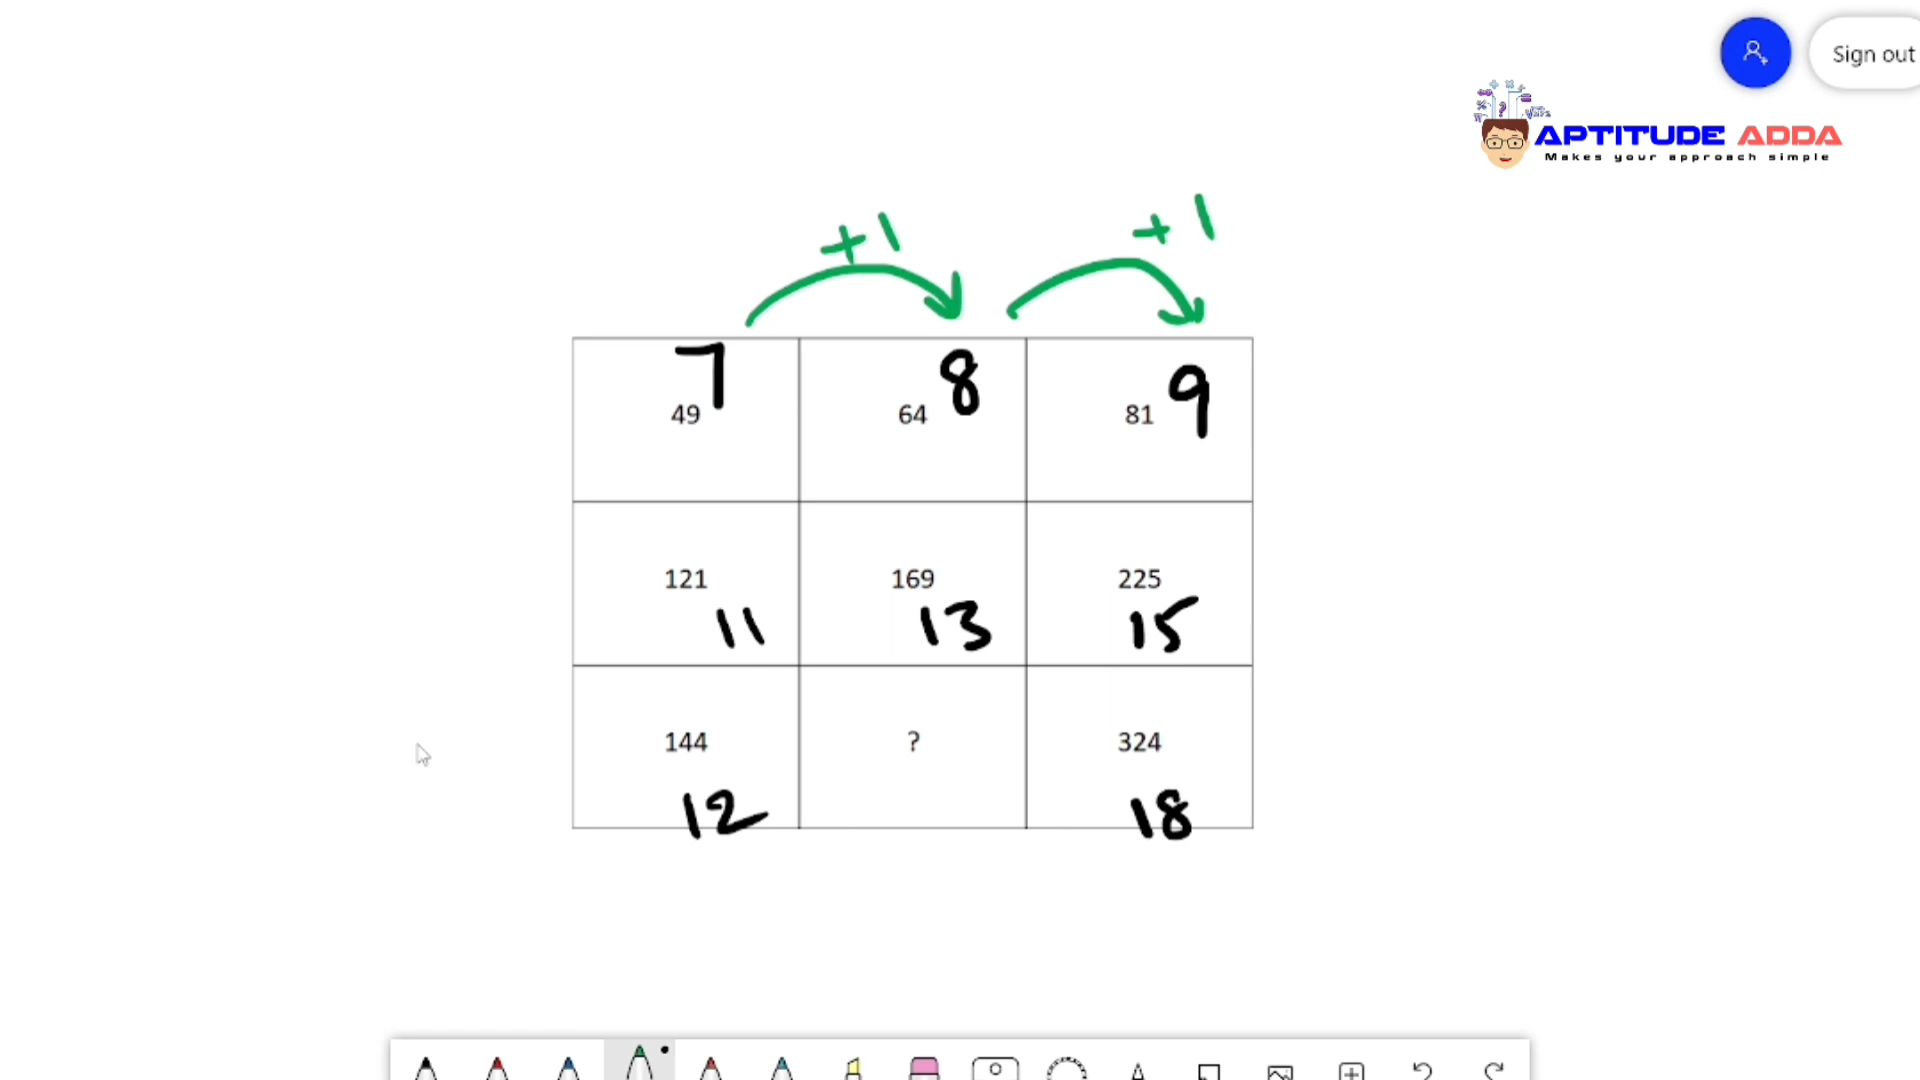 Sign out
APTITUDE ADDA
Makes your approach simple
+1 +1
7 8 9
49 64 81
121 169 225
11 13 15
144 ? 324
12 18